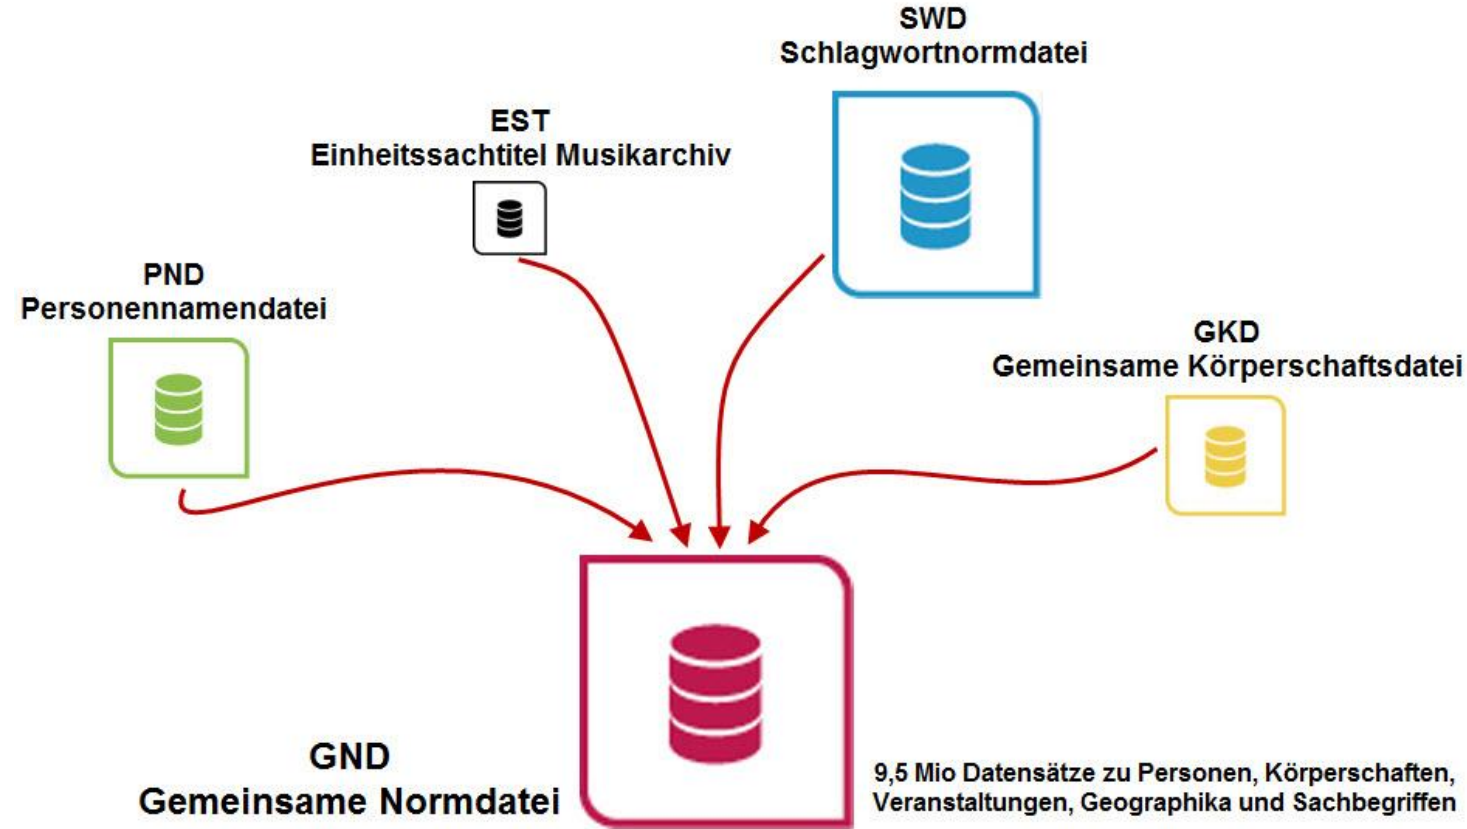 SWD
Schlagwortnormdatei
EST
Einheitssachtitel Musikarchiv
PND
Personennamendatei
GKD
Gemeinsame Körperschaftsdatei
GND
Gemeinsame Normdatei
9,5 Mio Datensätze zu Personen, Körperschaften,
Veranstaltungen, Geographika und Sachbegriffen